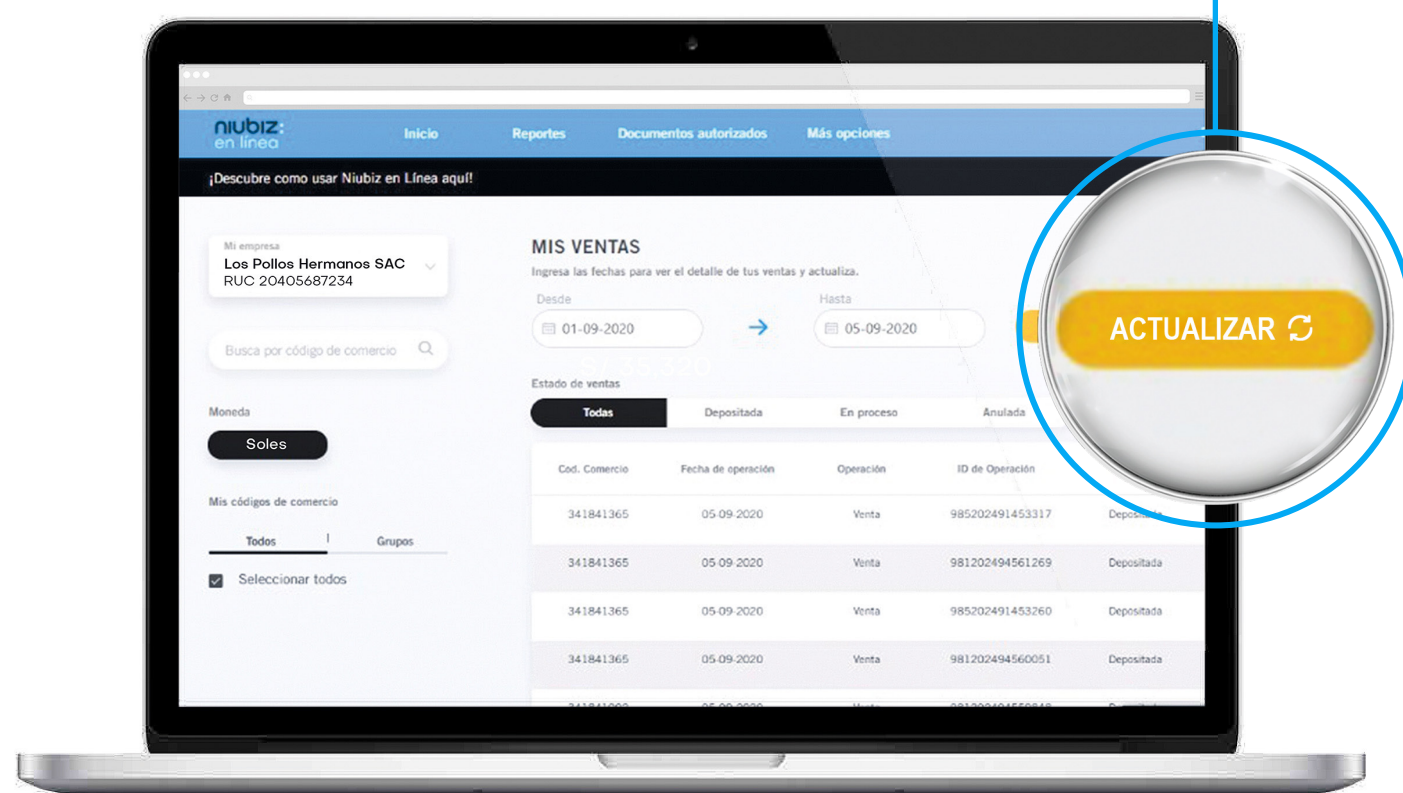 niubiz:
en línea
Inicio
Reportes
Documentos autorizados
Más opciones
¡Descubre como usar Niubiz en Línea aquí!
Mi empresa
Los Pollos Hermanos SAC
RUC 20405687234
Busca por código de comercio
Moneda
Soles
Mis códigos de comercio
Todos
Grupos
Seleccionar todos
MIS VENTAS
Ingresa las fechas para ver el detalle de tus ventas y actualiza.
Desde
Hasta
01-09-2020
05-09-2020
ACTUALIZAR
S/ 35,320
Estado de ventas
Todas Depositada En proceso Anulada
Cod. Comercio Fecha de operación Operación ID de Operación
341841365 05-09-2020 Venta 985202491453317 Depositada
341841365 05-09-2020 Venta 981202494561269 Depositada
341841365 05-09-2020 Venta 985202491453260 Depositada
341841365 05-09-2020 Venta 981202494560051 Depositada